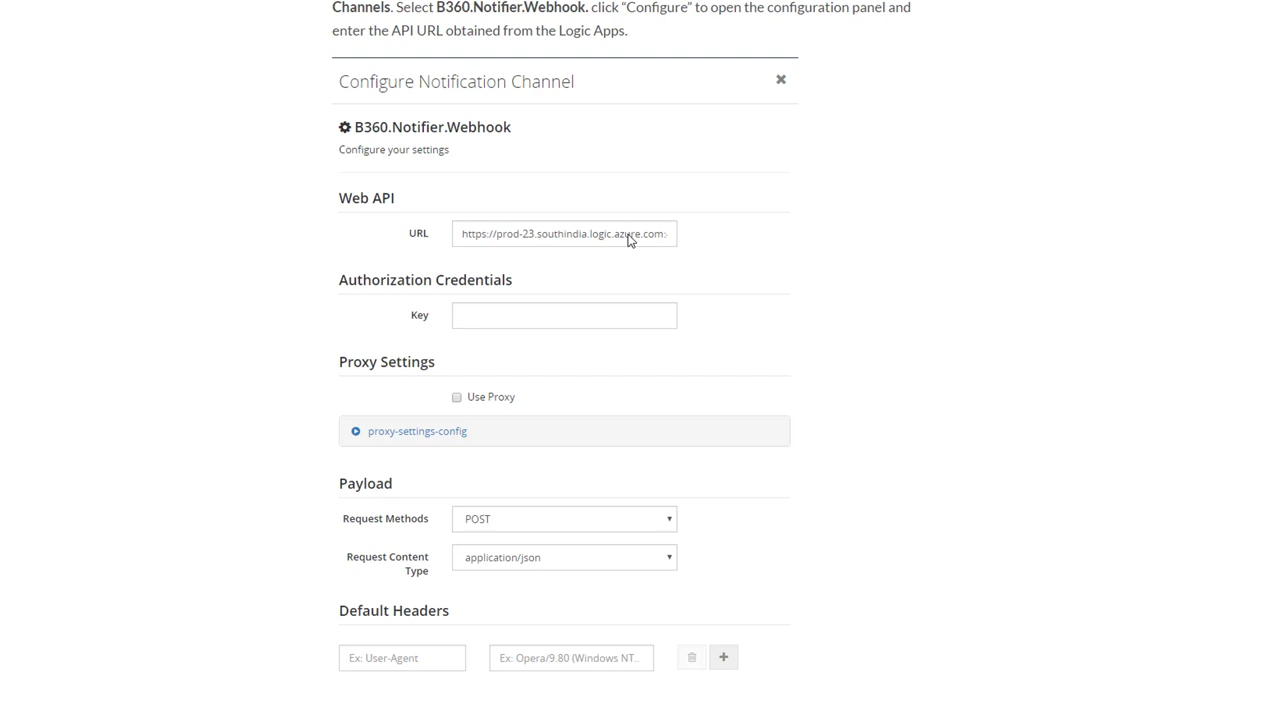 Channels. Select B360.Notifier.Webhook. click “Configure” to open the configuration panel and
enter the API URL obtained from the Logic Apps.
Configure Notification Channel
B360.Notifier.Webhook
Configure your settings
Web API
URL https://prod-23.southindia.logic.azure.com:
Authorization Credentials
Key
Proxy Settings
Use Proxy
proxy-settings-config
Payload
Request Methods POST
Request Content application/json
Type
Default Headers
Ex: User-Agent Ex: Opera/9.80 (Windows NT..